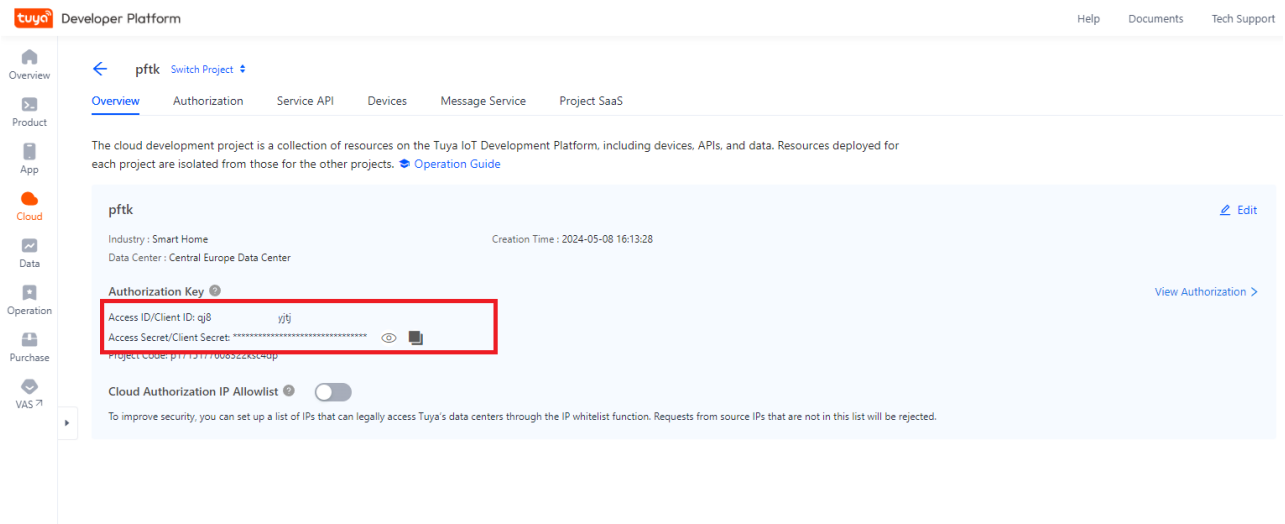 tuya Developer Platform
Help Documents Tech Support
Overview
Product
App
Cloud
Data
Operation
Purchase
VAS
pftk Switch Project
Overview Authorization Service API Devices Message Service Project SaaS
The cloud development project is a collection of resources on the Tuya IoT Development Platform, including devices, APIs, and data. Resources deployed for
each project are isolated from those for the other projects. Operation Guide
pftk
Edit
Industry : Smart Home Creation Time : 2024-05-08 16:13:28
Data Center : Central Europe Data Center
Authorization Key
View Authorization >
Access ID/Client ID: qj8 yjtj
Access Secret/Client Secret: ********************************
Project Code:
Cloud Authorization IP Allowlist
To improve security, you can set up a list of IPs that can legally access Tuya's data centers through the IP whitelist function. Requests from source IPs that are not in this list will be rejected.